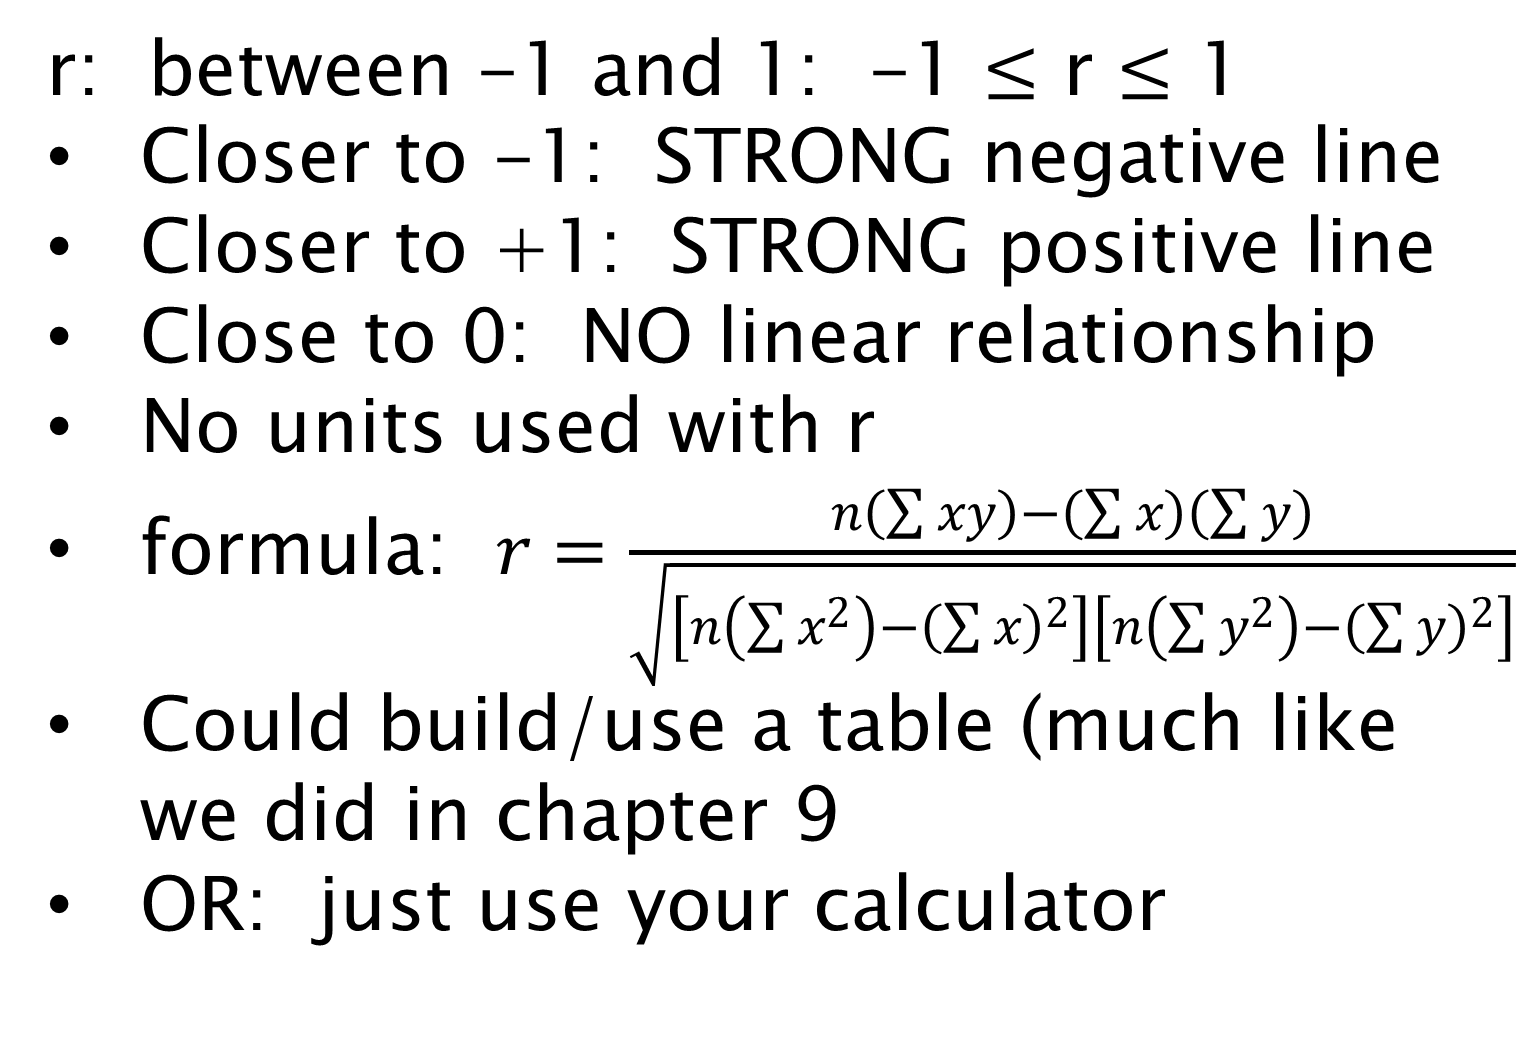 r:  between -1 and 1:  -1 ≤ r ≤ 1
• Closer to -1:  STRONG negative line
• Closer to +1:  STRONG positive line
• Close to 0:  NO linear relationship
• No units used with r
• formula:  r = \frac{n(∑ xy)−(∑ x)(∑ y)}{\sqrt{[n(∑ x²)−(∑ x)²][n(∑ y²)−(∑ y)²]}}
• Could build/use a table (much like
we did in chapter 9
• OR:  just use your calculator